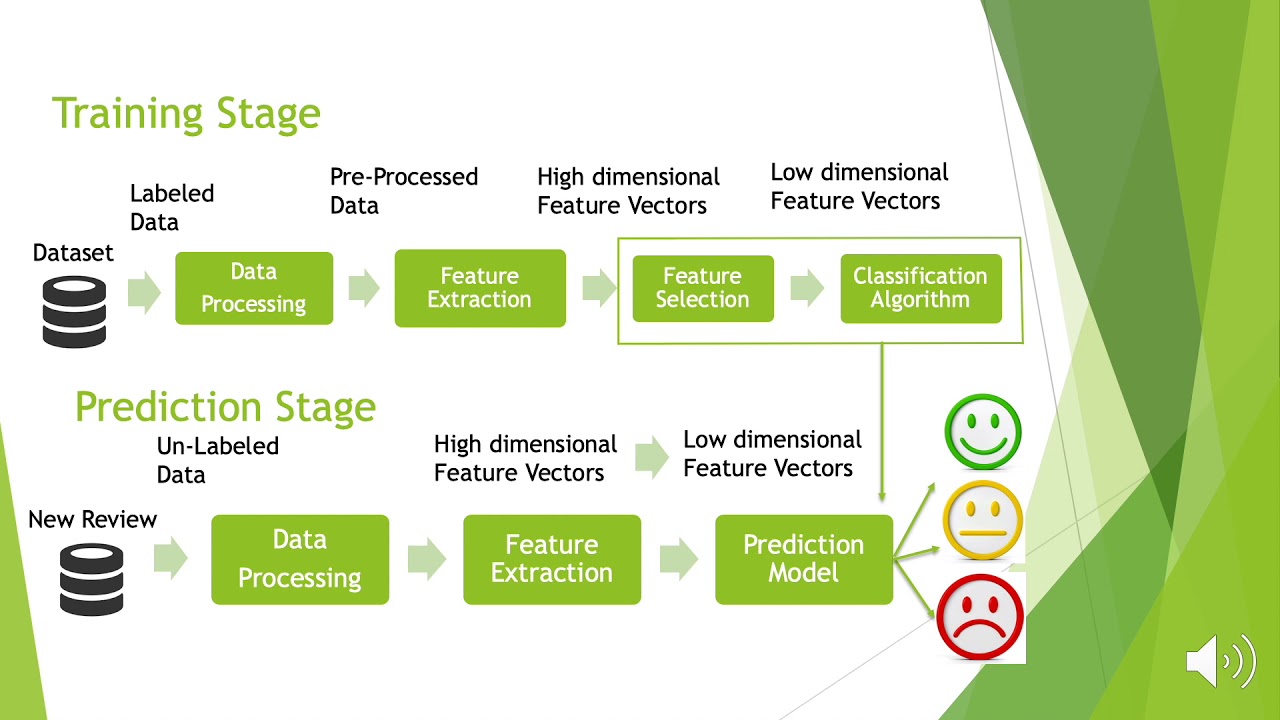 Training Stage
Labeled
Data
Pre-Processed
Data
High dimensional
Feature Vectors
Low dimensional
Feature Vectors
Dataset
Data
Processing
Feature
Extraction
Feature
Selection
Classification
Algorithm
Prediction Stage
Un-Labeled
Data
High dimensional
Feature Vectors
Low dimensional
Feature Vectors
New Review
Data
Processing
Feature
Extraction
Prediction
Model